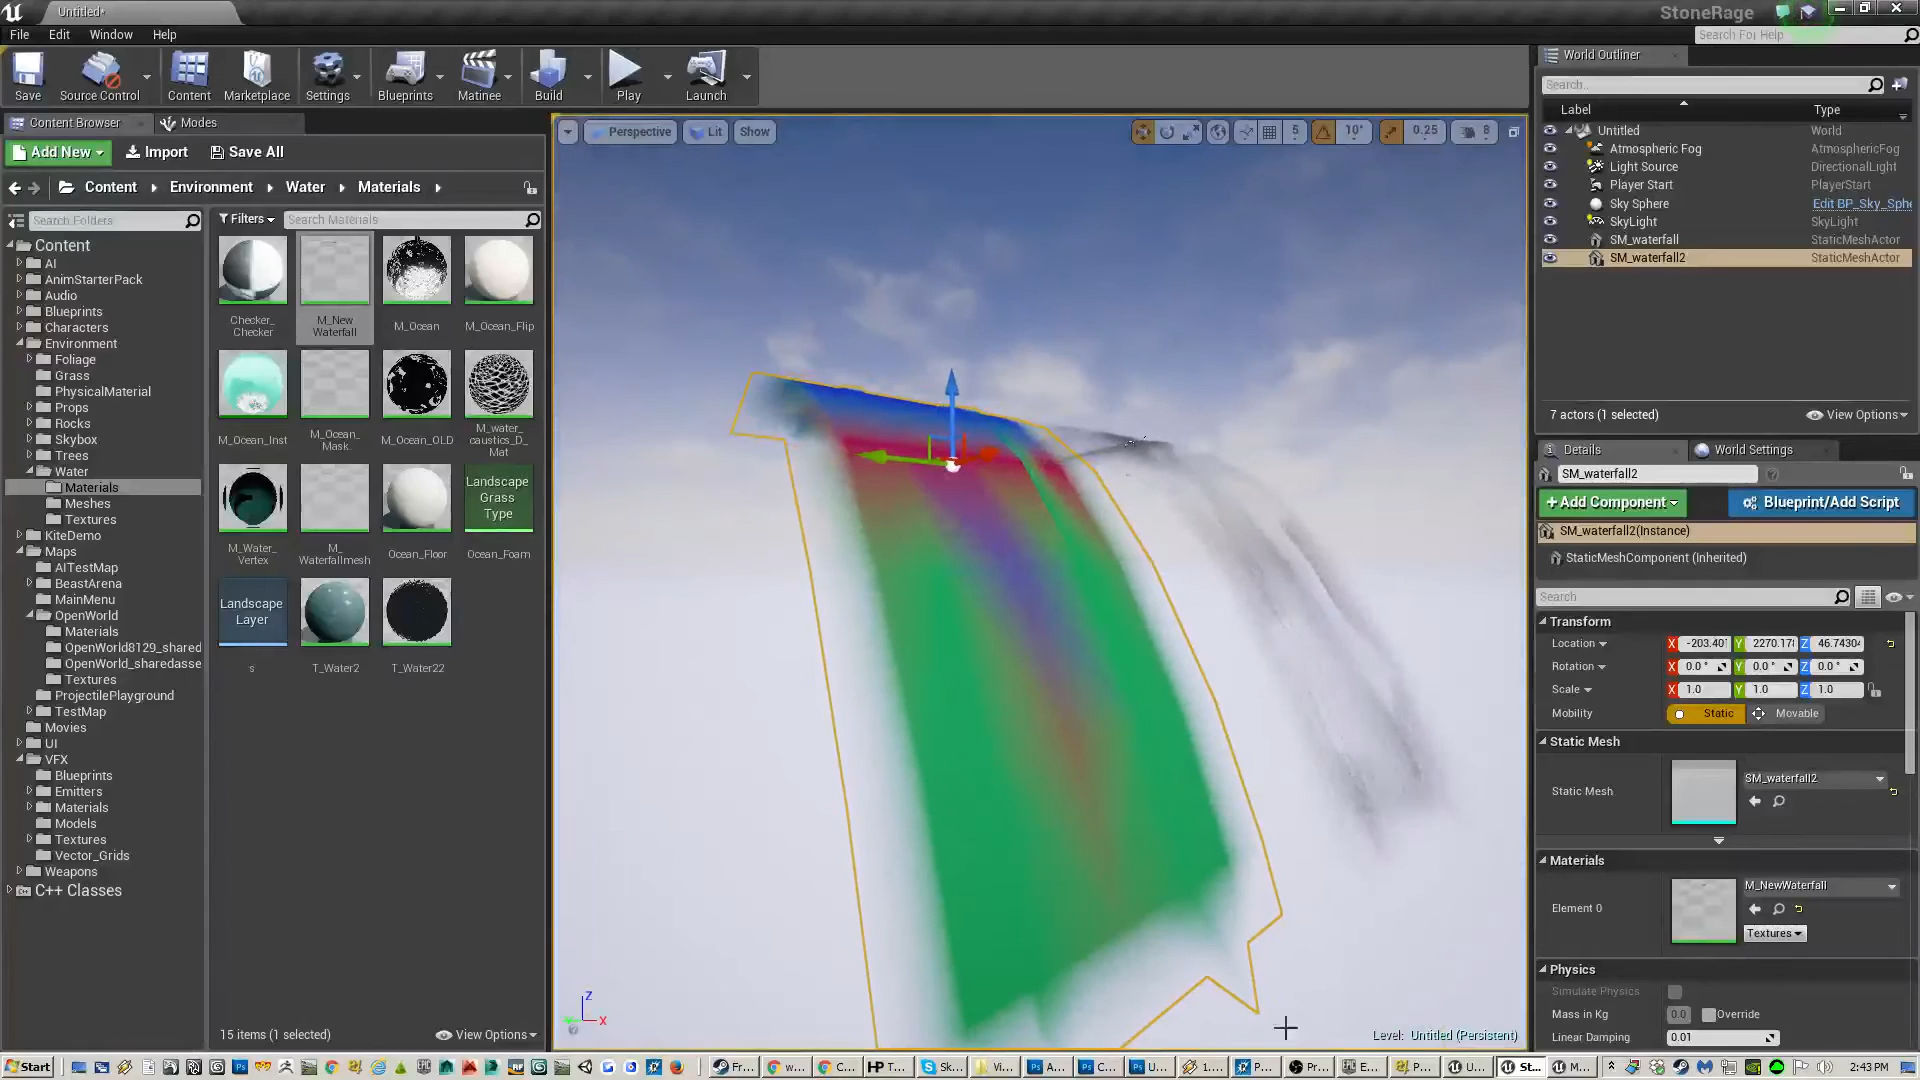 Untitled*
StoneRage
File Edit Window Help
Search For Help
Save
Source Control
Content
Marketplace
Settings
Blueprints
Matinee
Build
Play
Launch
Content Browser
Modes
Add New
Import
Save All
Content
Environment
Water
Materials
Search Folders
Filters
Search Materials
Content
AI
AnimStarterPack
Audio
Blueprints
Characters
Environment
Foliage
Grass
PhysicalMaterial
Props
Rocks
Skybox
Trees
Water
Materials
Meshes
Textures
KiteDemo
Maps
AITestMap
BeastArena
MainMenu
OpenWorld
Materials
OpenWorld8129_shared
OpenWorld_sharedasse
Textures
ProjectilePlayground
TestMap
Movies
UI
VFX
Blueprints
Emitters
Materials
Models
Textures
Vector_Grids
Weapons
C++ Classes
Checker_
Checker
M_New
Waterfall
M_Ocean
M_Ocean_Flip
M_Ocean_Inst
M_Ocean_
Mask
M_Ocean_OLD
M_water_
caustics_D_
Mat
M_Water_
Vertex
M_
Waterfallmesh
Ocean_Floor
Landscape
Grass
Type
Ocean_Foam
Landscape
Layer
s
T_Water2
T_Water22
15 items (1 selected)
View Options
Perspective
Lit
Show
5
10°
0.25
8
Z
X
Level: Untitled (Persistent)
World Outliner
Search...
Label Type
Untitled World
Atmospheric Fog AtmosphericFog
Light Source DirectionalLight
Player Start PlayerStart
Sky Sphere Edit BP_Sky_Sphe
SkyLight SkyLight
SM_waterfall StaticMeshActor
SM_waterfall2 StaticMeshActor
7 actors (1 selected)
View Options
Details
World Settings
SM_waterfall2
+Add Component
Blueprint/Add Script
SM_waterfall2(Instance)
StaticMeshComponent (Inherited)
Search
Transform
Location X -203.40 Y 2270.17 Z 46.74304
Rotation X 0.0 ° Y 0.0 ° Z 0.0 °
Scale X 1.0 Y 1.0 Z 1.0
Mobility Static Movable
Static Mesh
Static Mesh
SM_waterfall2
Materials
Element 0
M_NewWaterfall
Textures
Physics
Simulate Physics
Mass in Kg 0.0 Override
Linear Damping 0.01
Start
Fr...
w...
C...
HP T...
Sk...
Vi...
A...
C...
U...
1...
P...
Pr...
E...
P...
U...
St...
M...
2:43 PM